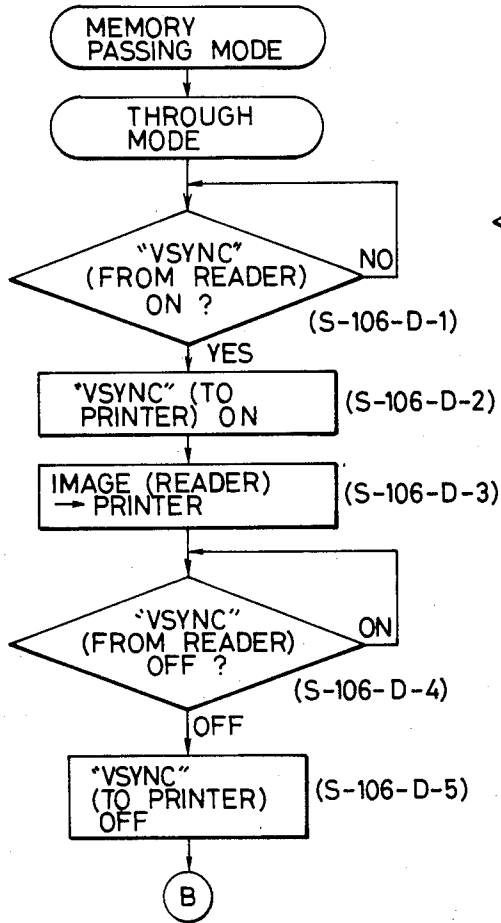 MEMORY
PASSING MODE
THROUGH
MODE
"VSYNC"
(FROM READER)
ON ?
NO
(S-106-D-1)
YES
"VSYNC" (TO
PRINTER) ON
(S-106-D-2)
IMAGE (READER)
→ PRINTER
(S-106-D-3)
"VSYNC"
(FROM READER)
OFF ?
ON
(S-106-D-4)
OFF
"VSYNC"
(TO PRINTER)
OFF
(S-106-D-5)
B